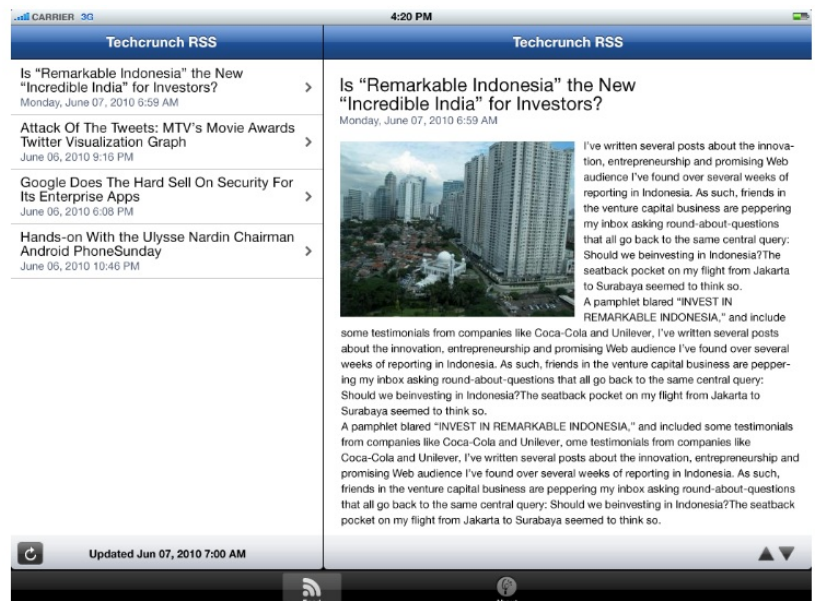 CARRIER 3G
4:20 PM
Techcrunch RSS
Is “Remarkable Indonesia” the New
“Incredible India” for Investors?
Monday, June 07, 2010 6:59 AM
Attack Of The Tweets: MTV's Movie Awards
Twitter Visualization Graph
June 06, 2010 9:16 PM
Google Does The Hard Sell On Security For
Its Enterprise Apps
June 06, 2010 6:08 PM
Hands-on With the Ulysse Nardin Chairman
Android PhoneSunday
June 06, 2010 10:46 PM
Updated Jun 07, 2010 7:00 AM
Techcrunch RSS
Is “Remarkable Indonesia” the New
“Incredible India” for Investors?
Monday, June 07, 2010 6:59 AM
I've written several posts about the innova-
tion, entrepreneurship and promising Web
audience I've found over several weeks of
reporting in Indonesia. As such, friends in
the venture capital business are peppering
my inbox asking round-about-questions
that all go back to the same central query:
Should we beinvesting in Indonesia?The
seatback pocket on my flight from Jakarta
to Surabaya seemed to think so.
A pamphlet blared “INVEST IN
REMARKABLE INDONESIA,” and include
some testimonials from companies like Coca-Cola and Unilever, I've written several posts
about the innovation, entrepreneurship and promising Web audience I've found over several
weeks of reporting in Indonesia. As such, friends in the venture capital business are pepper-
ing my inbox asking round-about-questions that all go back to the same central query:
Should we beinvesting in Indonesia?The seatback pocket on my flight from Jakarta to
Surabaya seemed to think so.
A pamphlet blared “INVEST IN REMARKABLE INDONESIA,” and included some testimonials
from companies like Coca-Cola and Unilever, ome testimonials from companies like
Coca-Cola and Unilever, I've written several posts about the innovation, entrepreneurship and
promising Web audience I've found over several weeks of reporting in Indonesia. As such,
friends in the venture capital business are peppering my inbox asking round-about-questions
that all go back to the same central query: Should we beinvesting in Indonesia?The seatback
pocket on my flight from Jakarta to Surabaya seemed to think so.